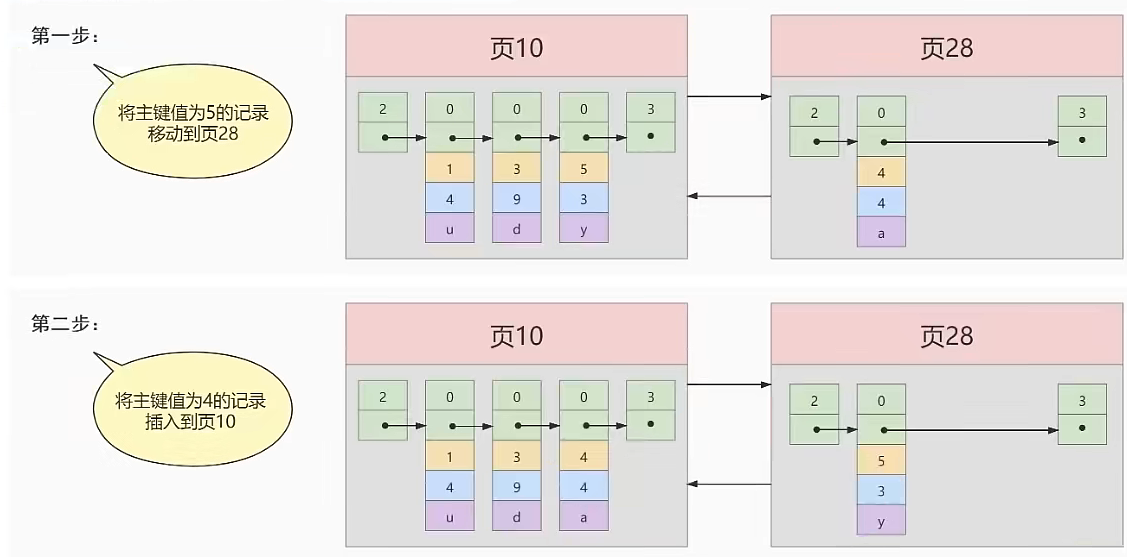 第一步：
将主键值为5的记录
移动到页28
页10
页28
2 0 0 0 3
1 3 5
4 9 3
u d y
2 0 3
4
4
a
第二步：
将主键值为4的记录
插入到页10
页10
页28
2 0 0 0 3
1 3 4
4 9 4
u d a
2 0 3
5
3
y